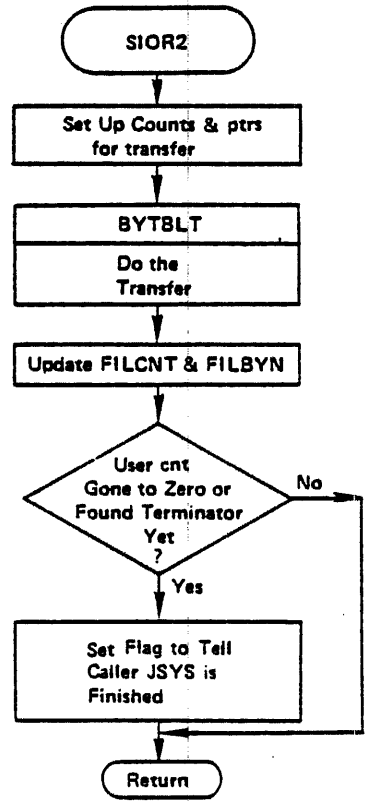 SIOR2
Set Up Counts & ptrs
for transfer
BYTBLT
Do the
Transfer
Update FILCNT & FILBYN
User cnt
Gone to Zero or
Found Terminator
Yet
?
No
Yes
Set Flag to Tell
Caller JSYS is
Finished
Return